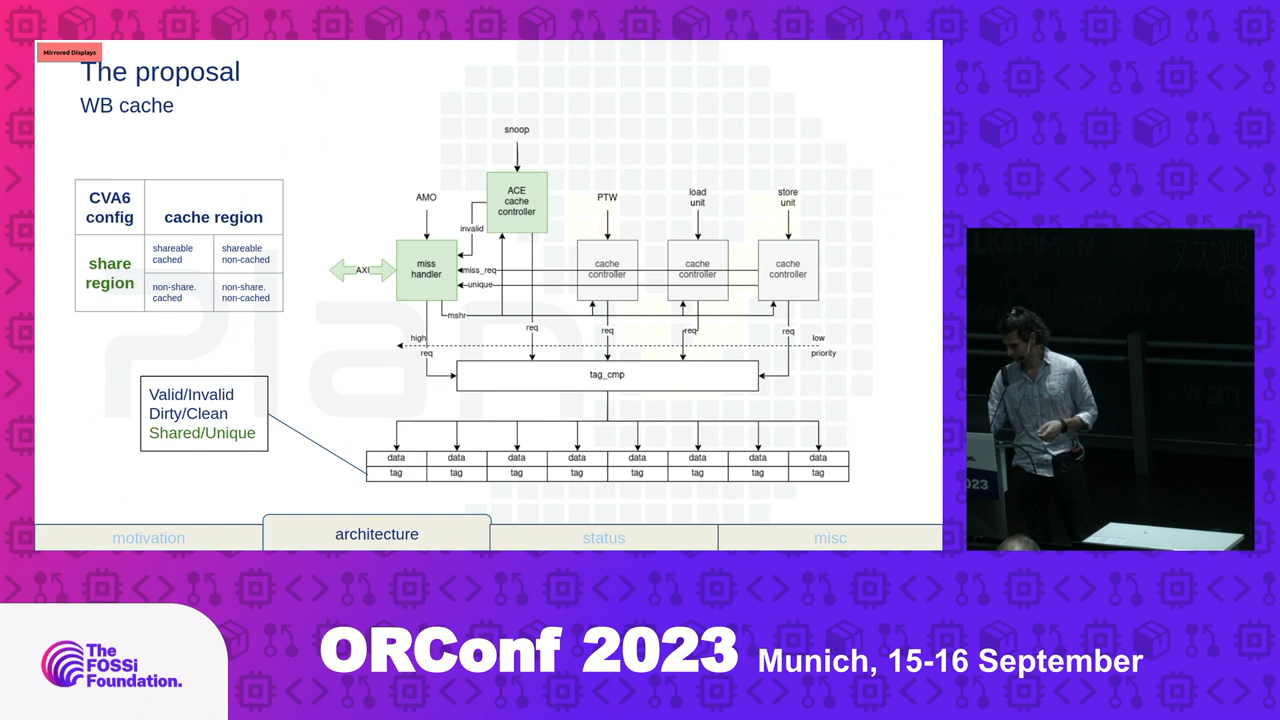 Mirrored Displays
The proposal
WB cache
CVA6
config
cache region
share
region
shareable
cached
shareable
non-cached
non-share.
cached
non-share.
non-cached
Valid/Invalid
Dirty/Clean
Shared/Unique
snoop
ACE
cache
controller
AMO
PTW
load
unit
store
unit
invalid
AXI
miss
handler
miss_req
unique
mshr
cache
controller
cache
controller
cache
controller
req
req
req
req
high
req
low
priority
tag_cmp
data data data data data data data data
tag tag tag tag tag tag tag tag
motivation
architecture
status
misc
The
FOSSi
Foundation.
ORConf 2023 Munich, 15-16 September